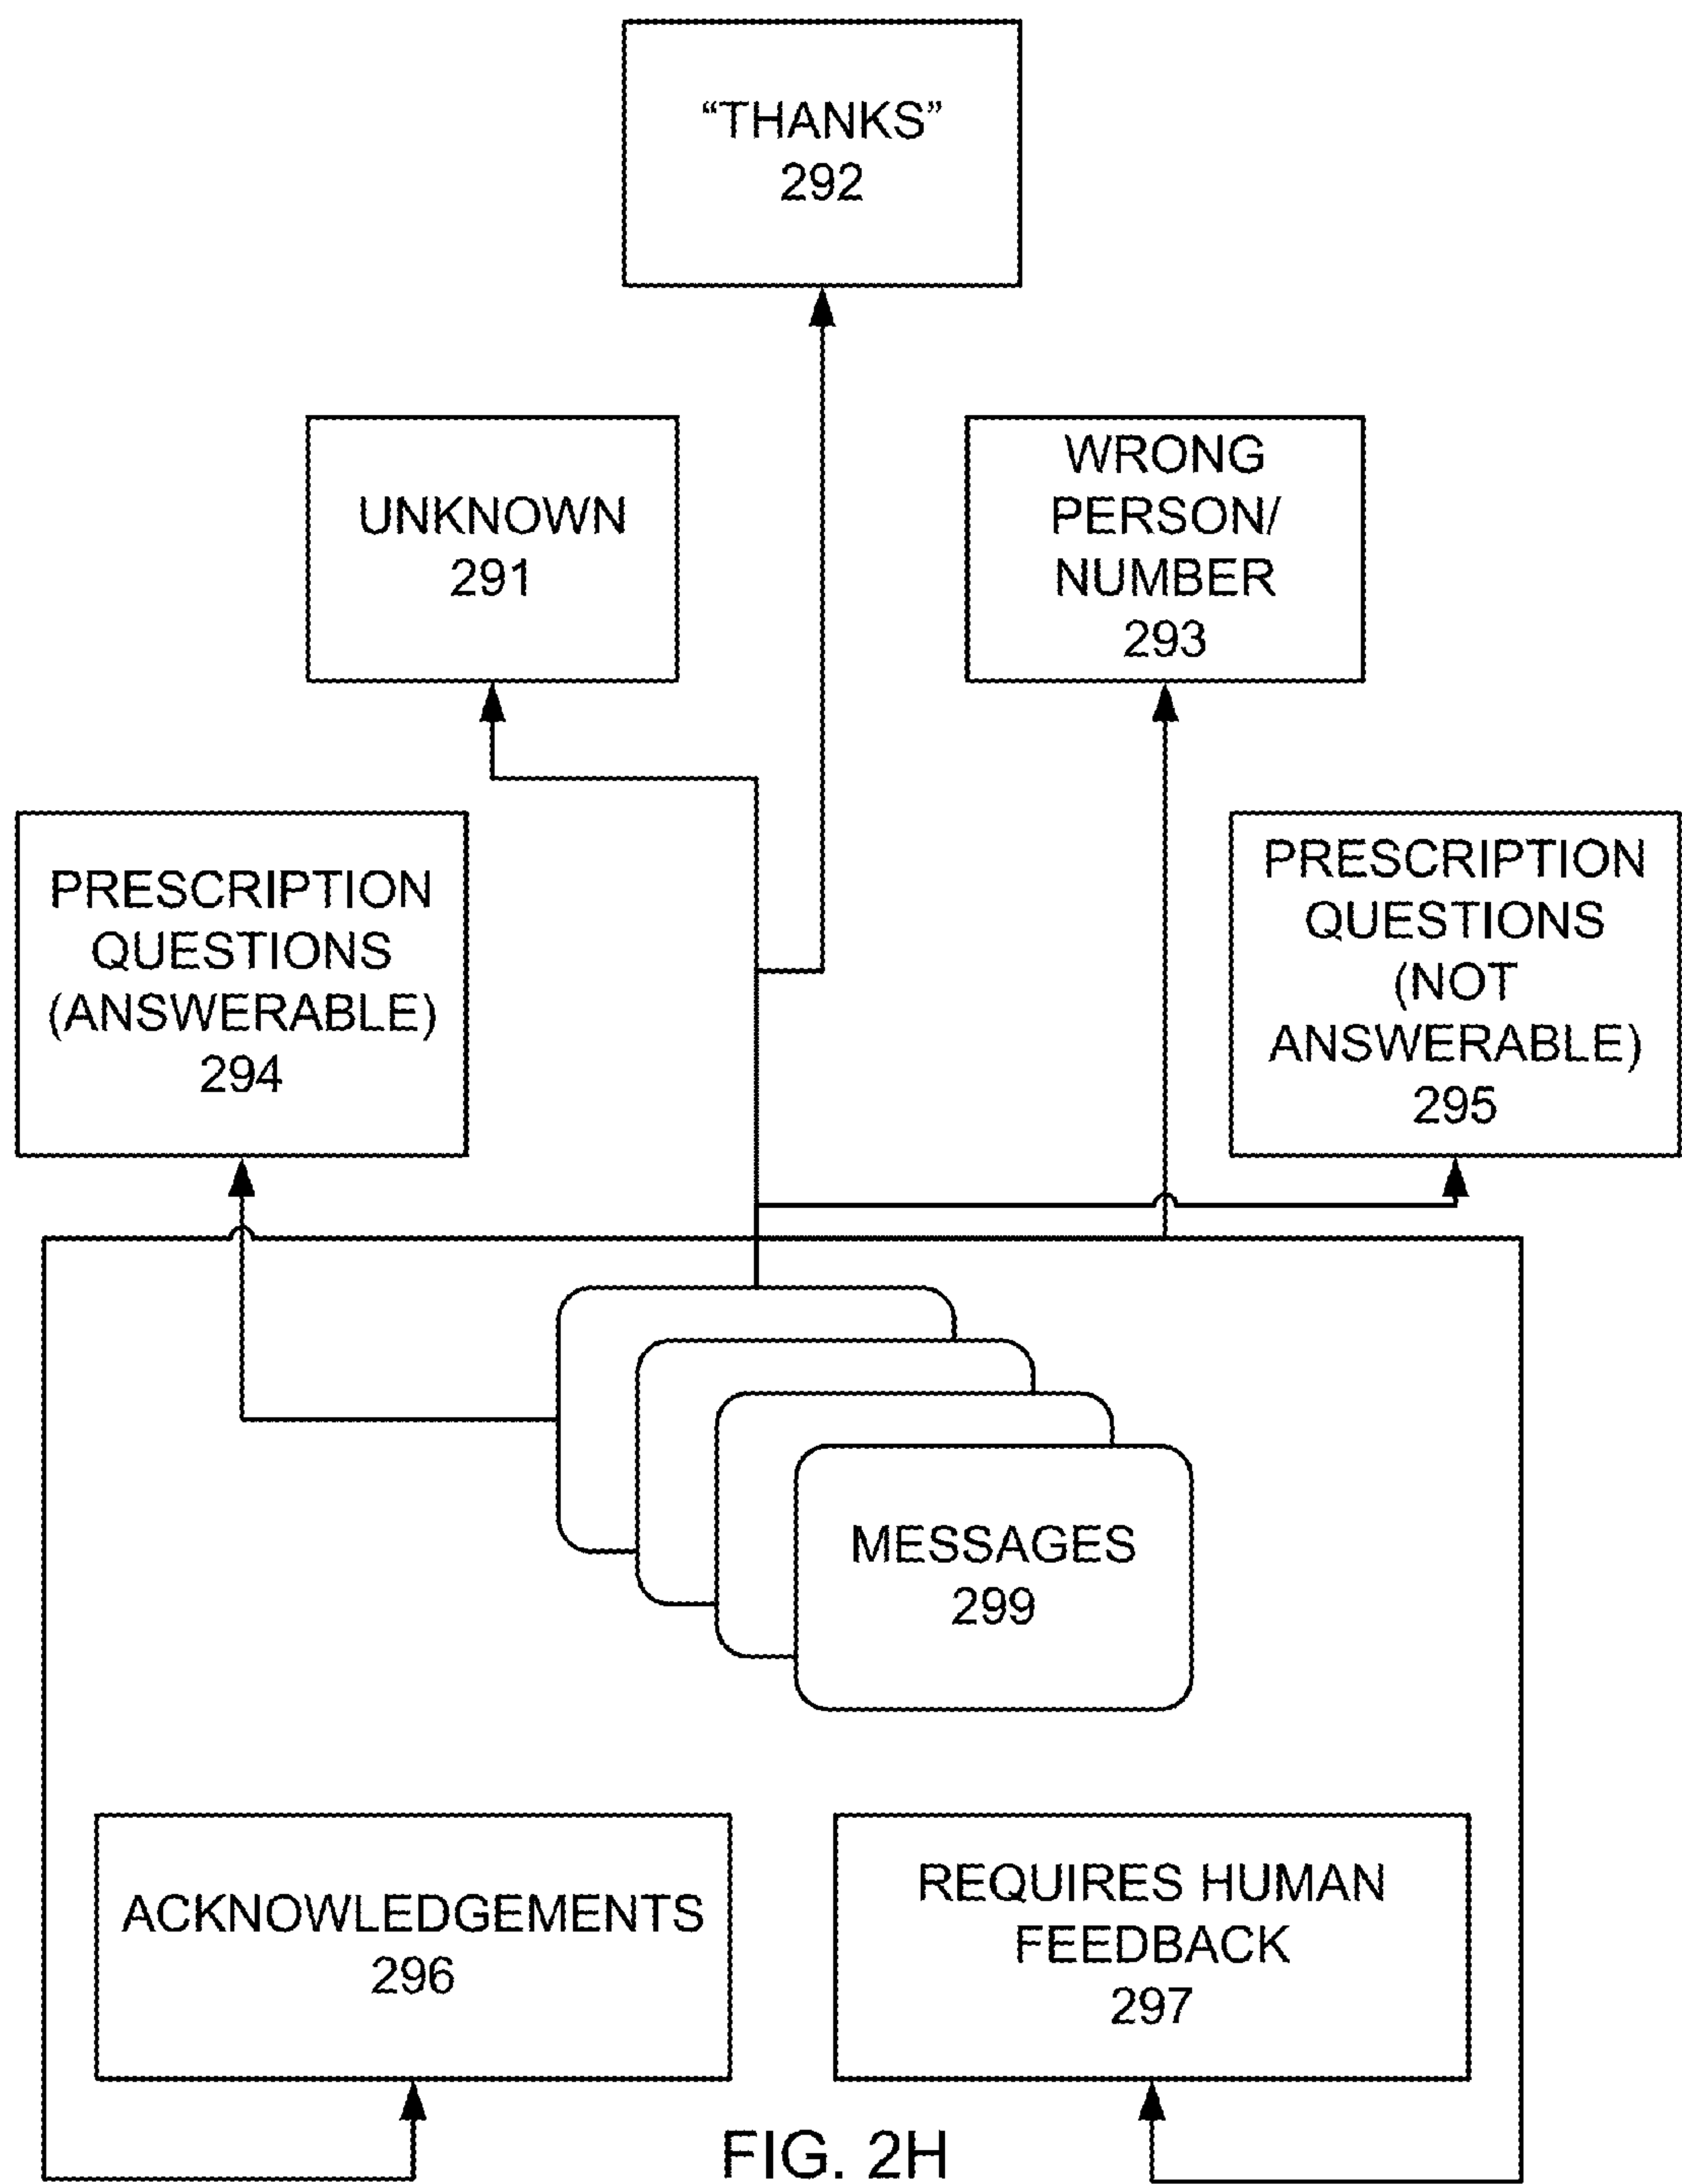 “THANKS”
292
UNKNOWN
291
WRONG
PERSON/
NUMBER
293
PRESCRIPTION
QUESTIONS
(ANSWERABLE)
294
PRESCRIPTION
QUESTIONS
(NOT
ANSWERABLE)
295
MESSAGES
299
ACKNOWLEDGEMENTS
296
REQUIRES HUMAN
FEEDBACK
297
FIG. 2H